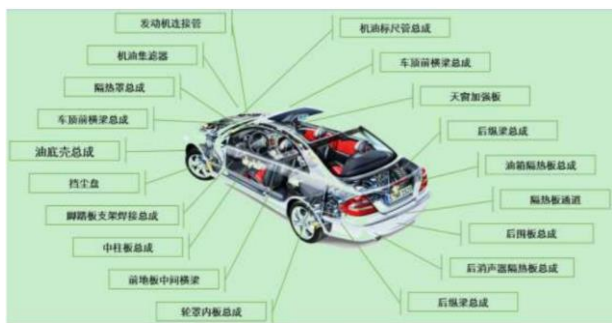 发动机连接管
机油标尺管总成
机油集滤器
车顶前横梁总成
隔热罩总成
天窗加强板
车顶前横梁总成
后纵梁总成
油底壳总成
油箱隔热板总成
挡尘盘
隔热板通道
脚踏板支架焊接总成
后围板总成
中柱板总成
后消声器隔热板总成
前地板中间横梁
后纵梁总成
轮罩内板总成